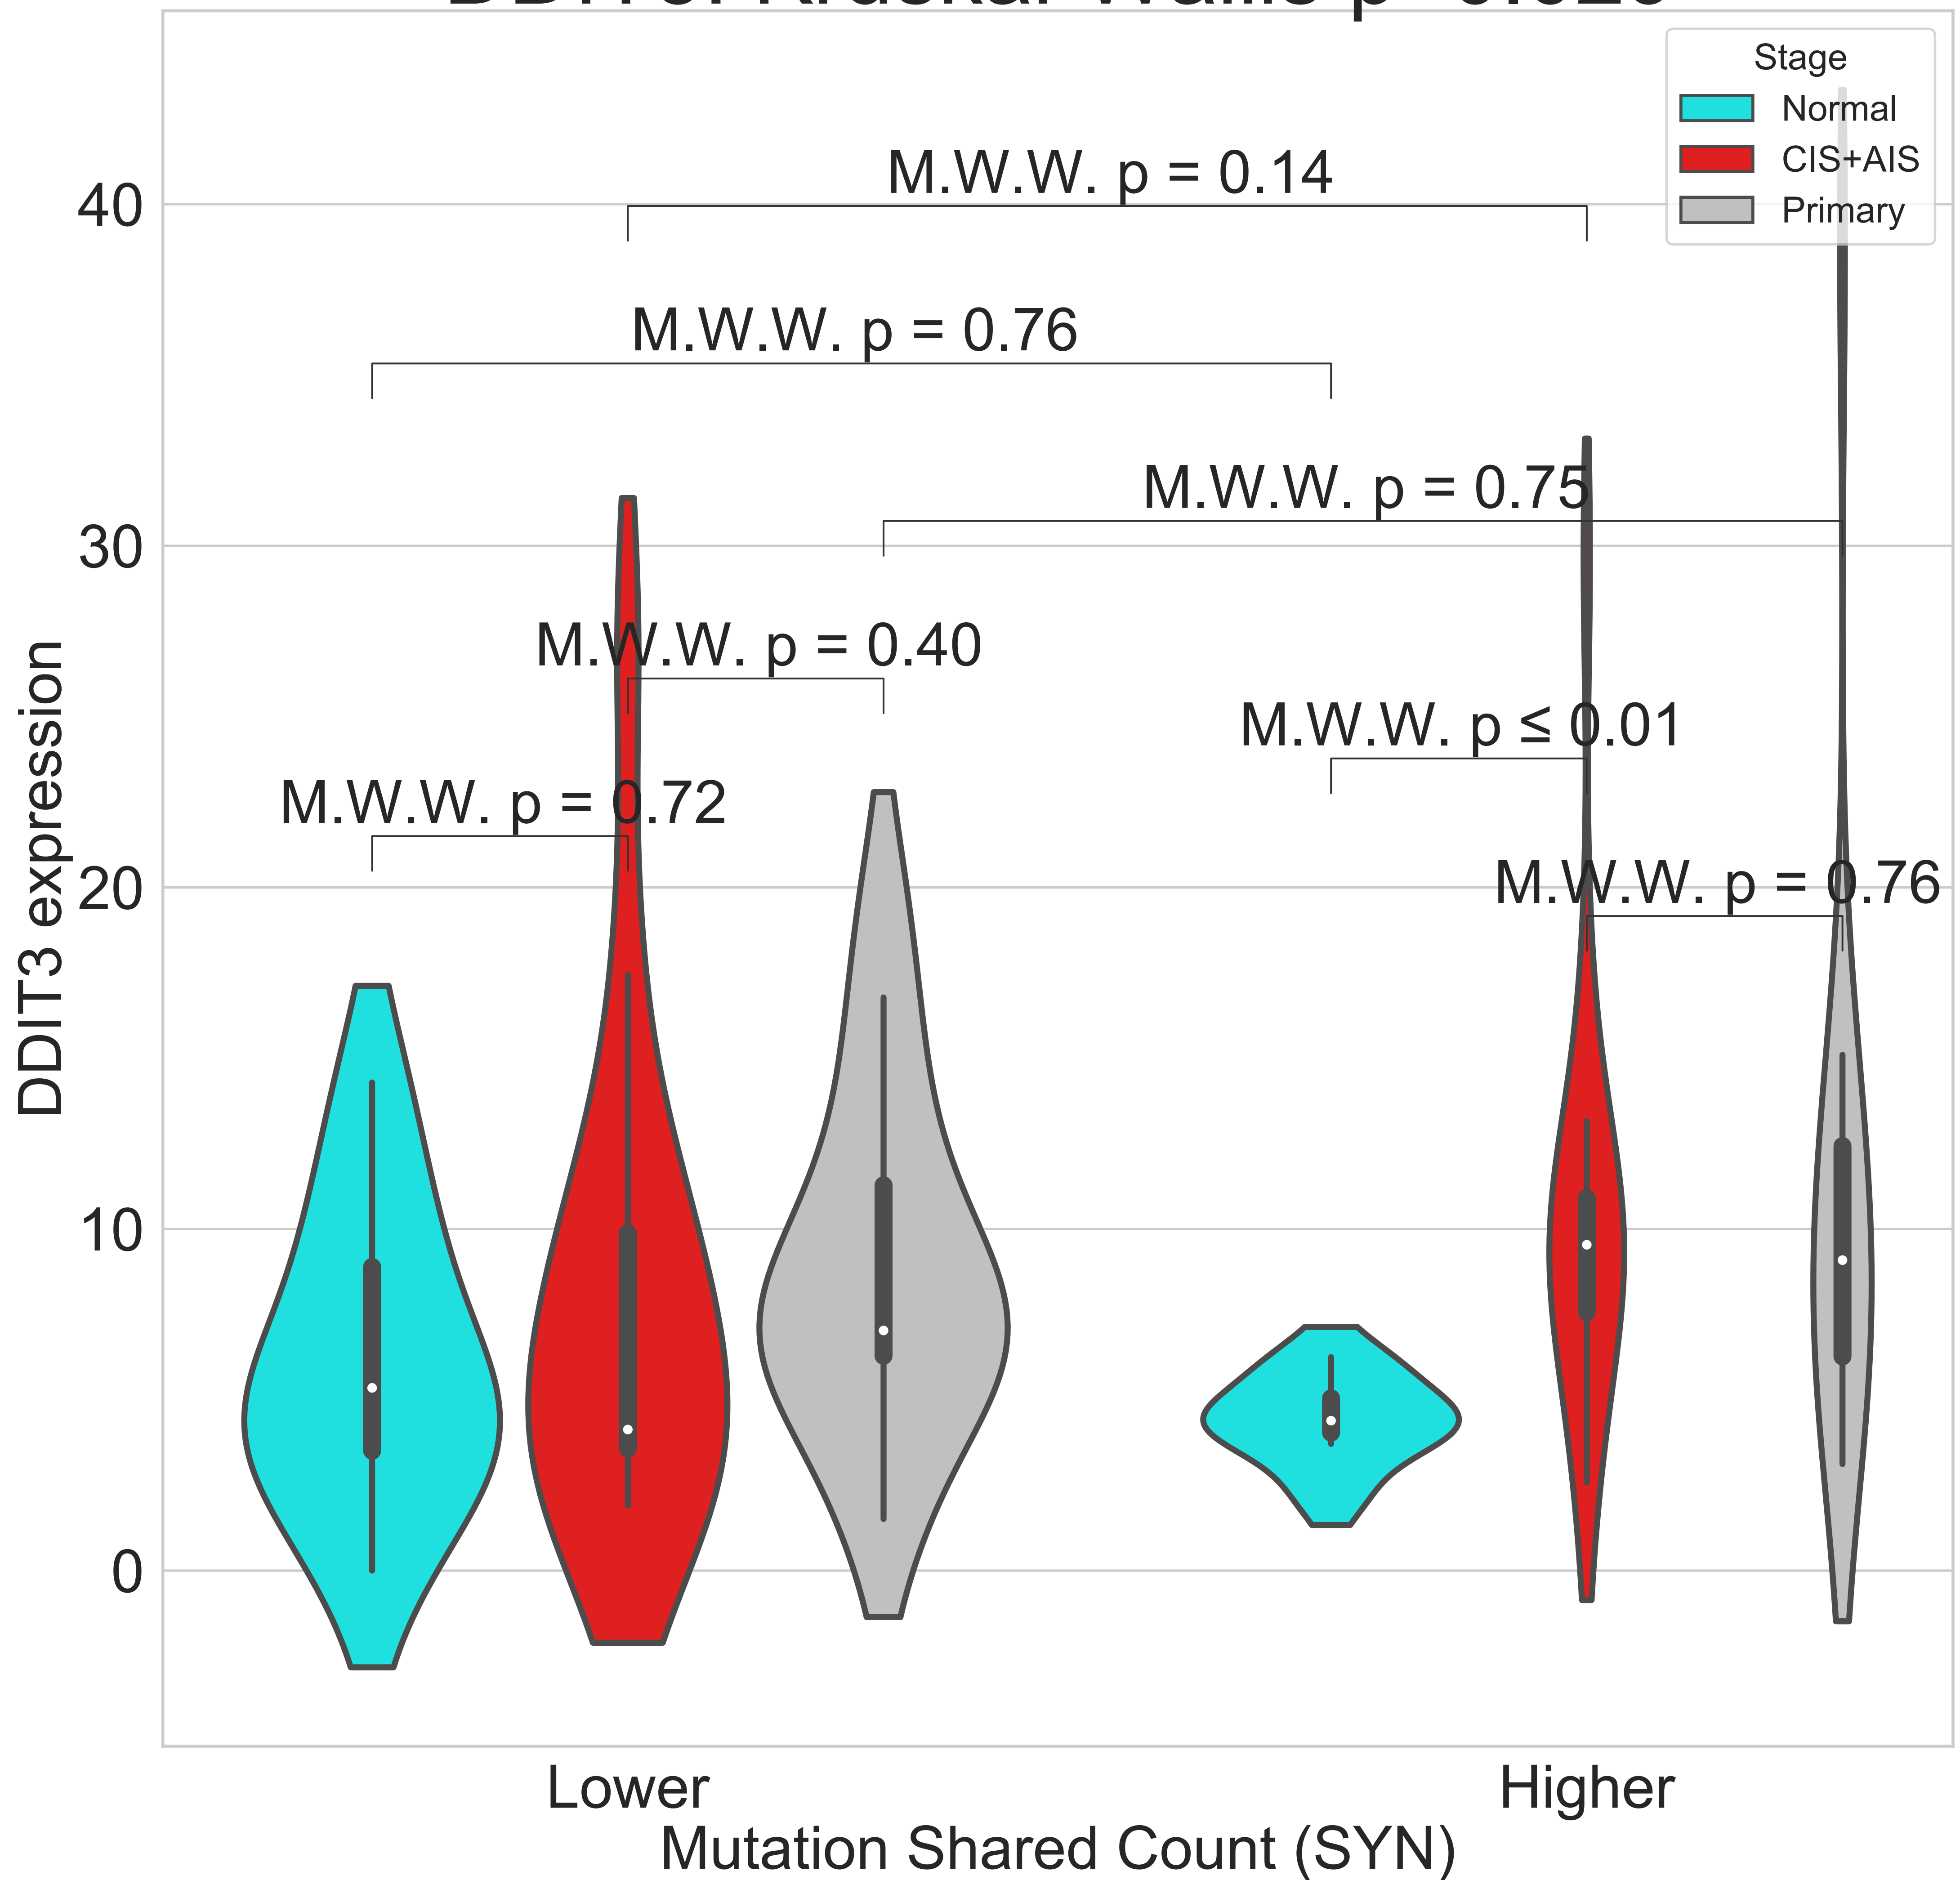 Stage
Normal
CIS+AIS
Primary
M.W.W. p = 0.14
M.W.W. p = 0.76
M.W.W. p = 0.75
M.W.W. p = 0.40
M.W.W. p ≤ 0.01
M.W.W. p = 0.72
M.W.W. p = 0.76
DDIT3 expression
40
30
20
10
0
Lower
Higher
Mutation Shared Count (SYN)